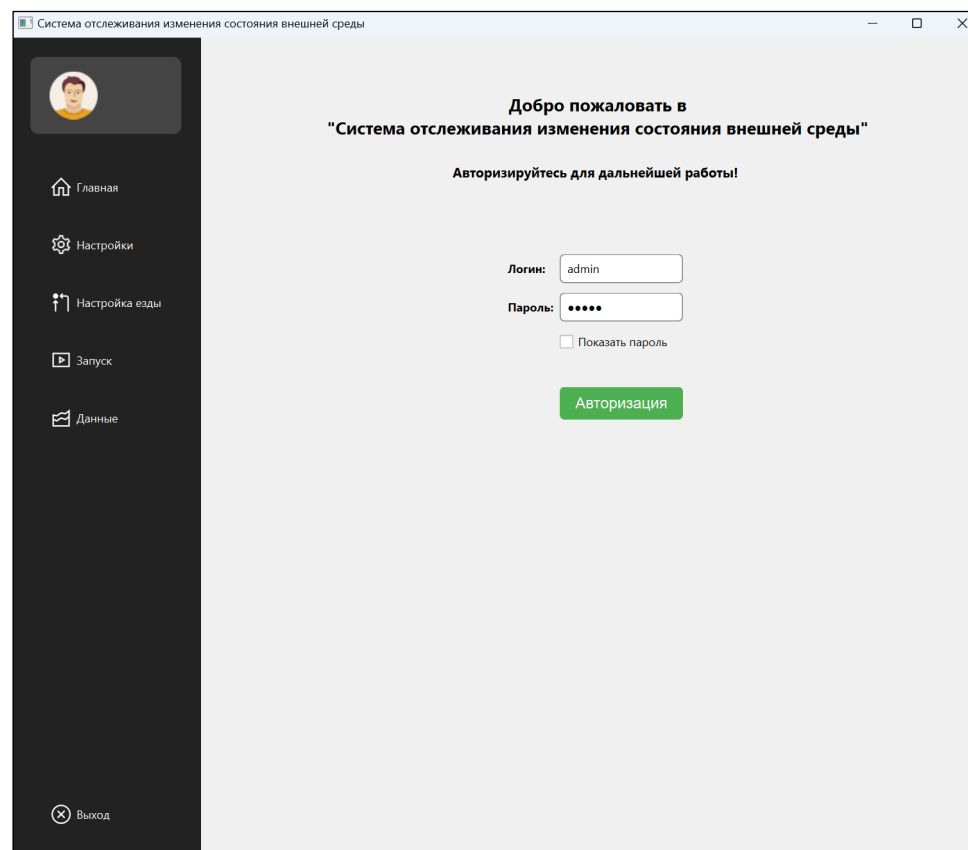 Система отслеживания изменения состояния внешней среды
Главная
Настройки
Настройка езды
Запуск
Данные
Выход
Добро пожаловать в
"Система отслеживания изменения состояния внешней среды"
Авторизируйтесь для дальнейшей работы!
Логин: admin
Пароль: •••••
Показать пароль
Авторизация